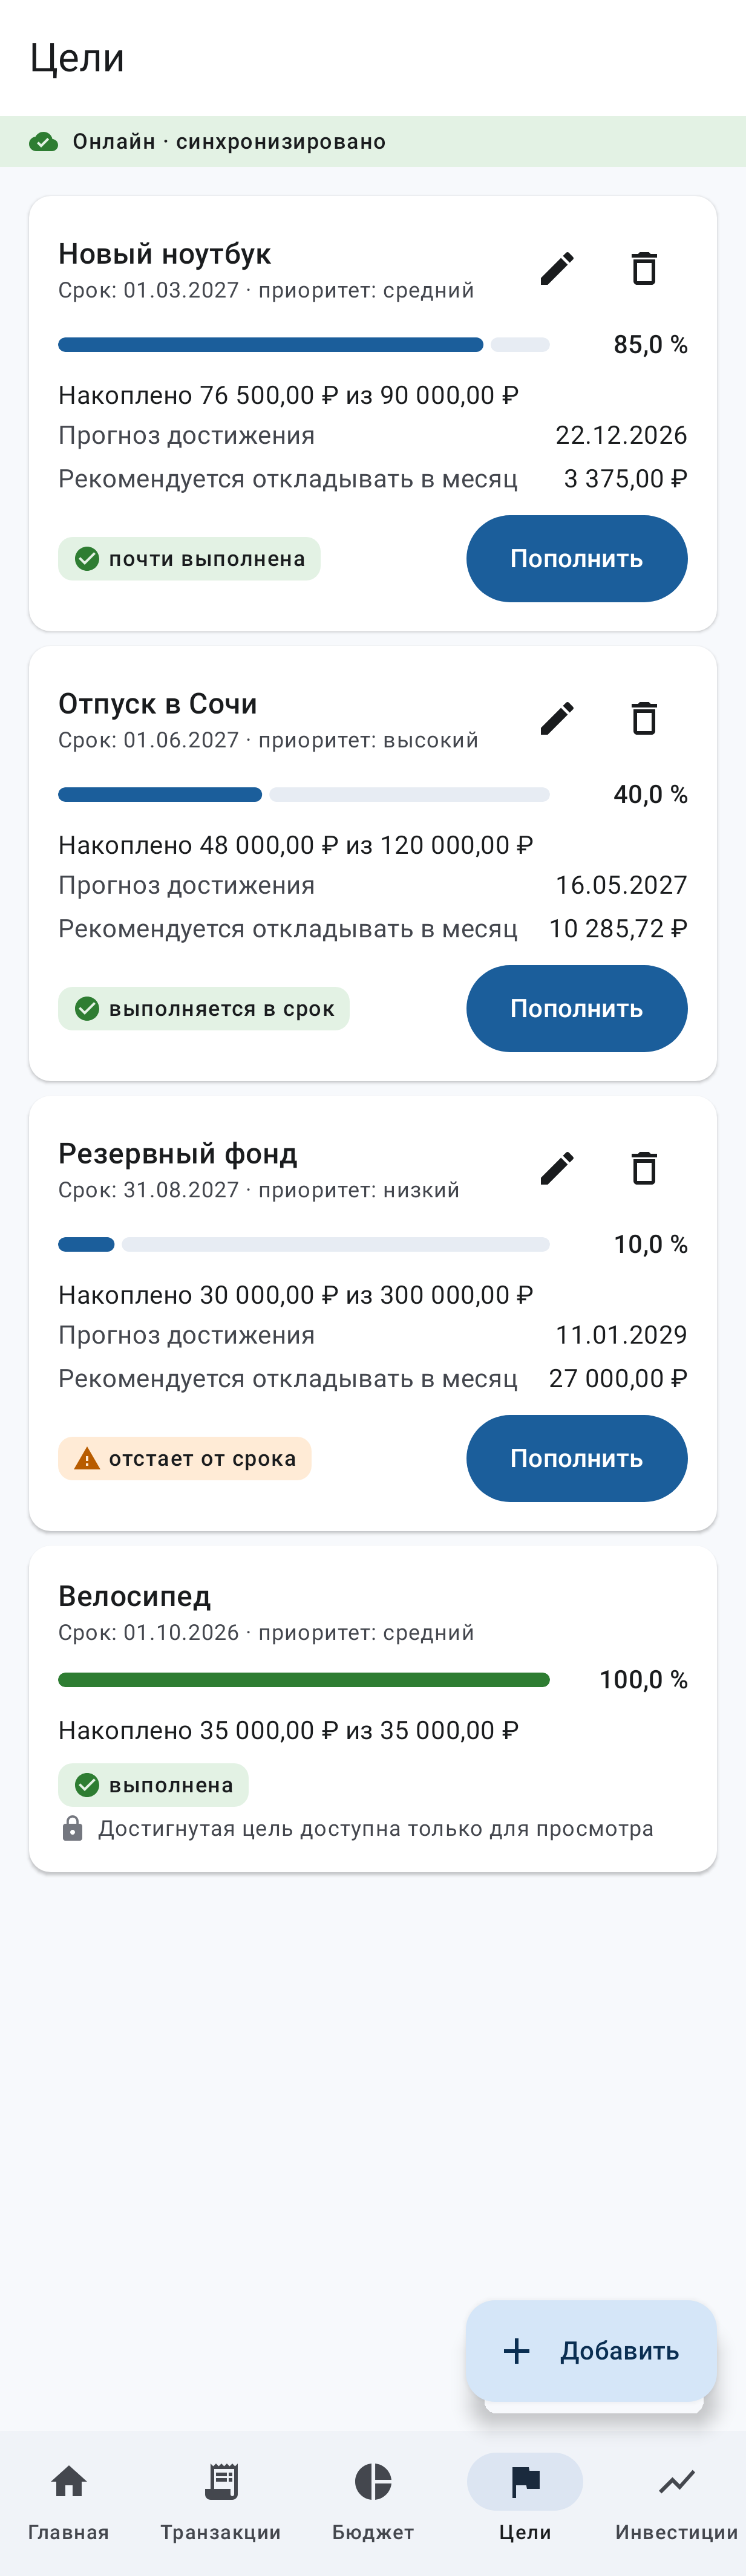 Цели
Онлайн · синхронизировано
Новый ноутбук
Срок: 01.03.2027 · приоритет: средний
85,0 %
Накоплено 76 500,00 ₽ из 90 000,00 ₽
Прогноз достижения 22.12.2026
Рекомендуется откладывать в месяц 3 375,00 ₽
почти выполнена Пополнить
Отпуск в Сочи
Срок: 01.06.2027 · приоритет: высокий
40,0 %
Накоплено 48 000,00 ₽ из 120 000,00 ₽
Прогноз достижения 16.05.2027
Рекомендуется откладывать в месяц 10 285,72 ₽
выполняется в срок Пополнить
Резервный фонд
Срок: 31.08.2027 · приоритет: низкий
10,0 %
Накоплено 30 000,00 ₽ из 300 000,00 ₽
Прогноз достижения 11.01.2029
Рекомендуется откладывать в месяц 27 000,00 ₽
отстает от срока Пополнить
Велосипед
Срок: 01.10.2026 · приоритет: средний
100,0 %
Накоплено 35 000,00 ₽ из 35 000,00 ₽
выполнена
Достигнутая цель доступна только для просмотра
Добавить
Главная Транзакции Бюджет Цели Инвестиции